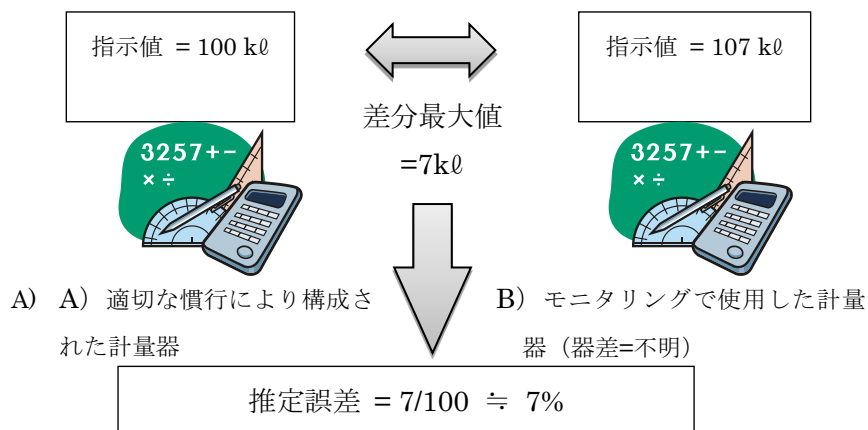 指示値 = 100 kℓ
指示値 = 107 kℓ
差分最大値
=7kℓ
3257+-
×÷
3257+-
×÷
A) A）適切な慣行により構成さ
れた計量器
B）モニタリングで使用した計量
器（器差=不明）
推定誤差 = 7/100 ≒ 7%